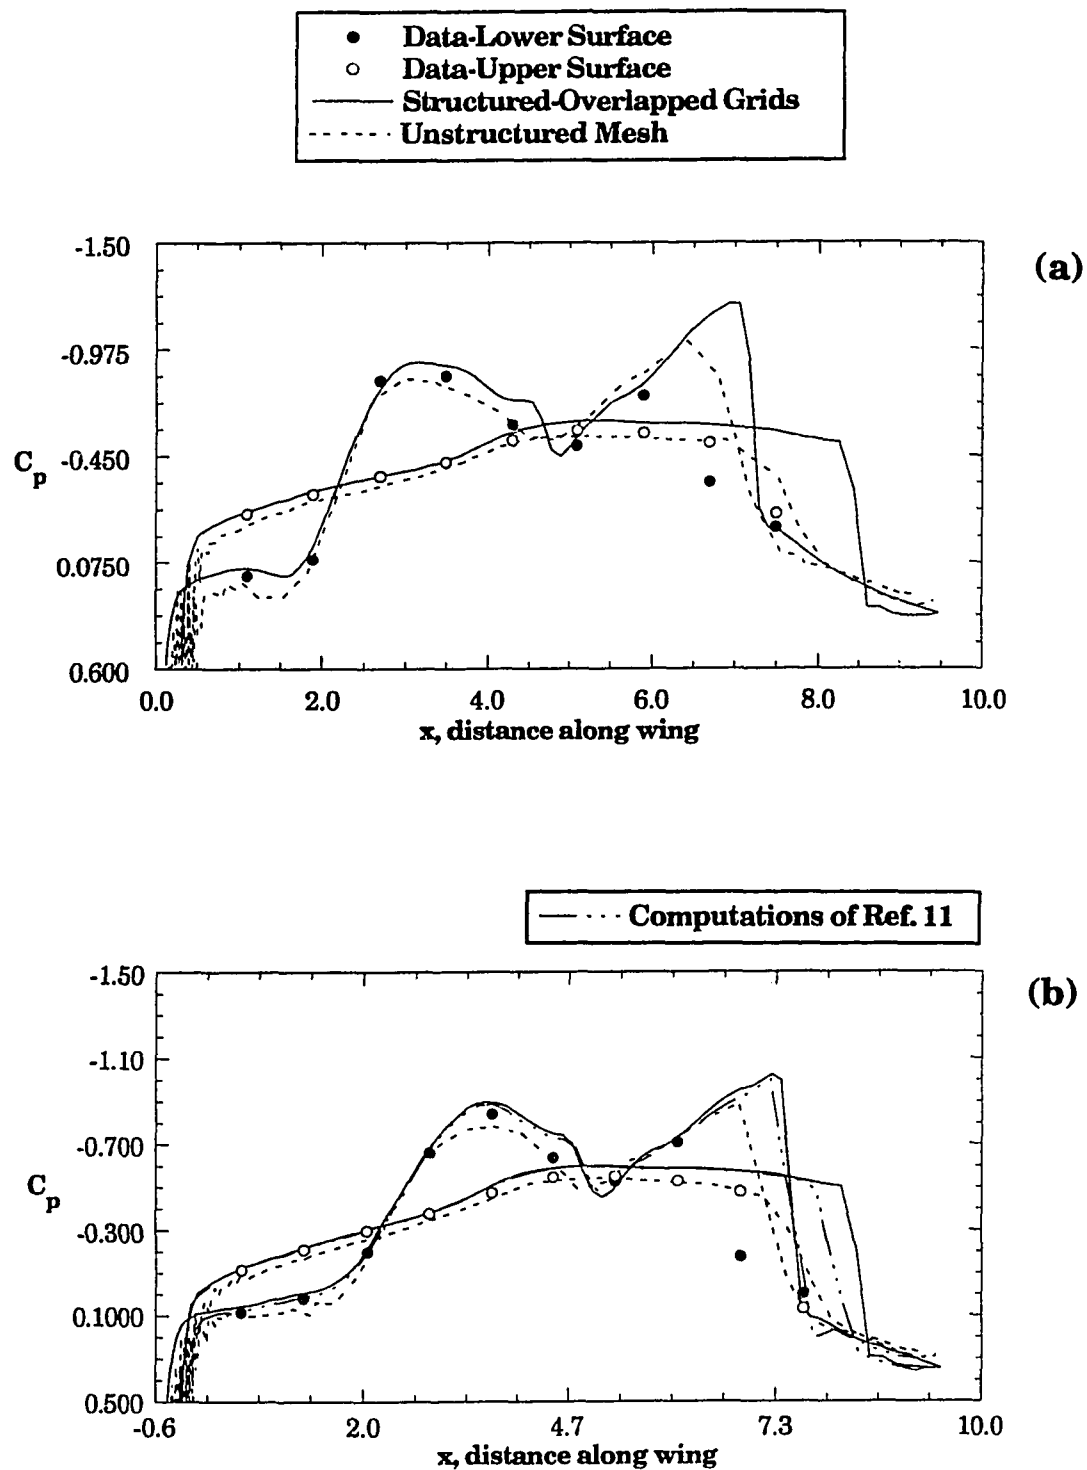 Data-Lower Surface
Data-Upper Surface
Structured-Overlapped Grids
Unstructured Mesh
(a)
-1.50
-0.975
-0.450
0.0750
0.600
Cp
0.0 2.0 4.0 6.0 8.0 10.0
x, distance along wing
Computations of Ref. 11
(b)
-1.50
-1.10
-0.700
-0.300
0.1000
0.500
Cp
-0.6 2.0 4.7 7.3 10.0
x, distance along wing